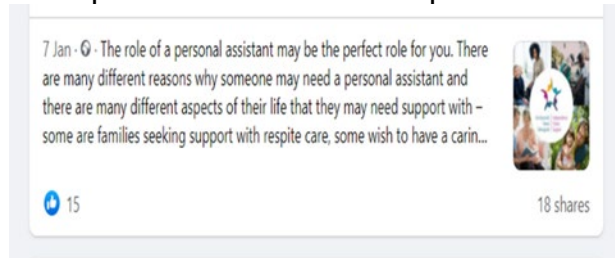 7 Jan · The role of a personal assistant may be the perfect role for you. There
are many different reasons why someone may need a personal assistant and
there are many different aspects of their life that they may need support with –
some are families seeking support with respite care, some wish to have a carin...
15
18 shares